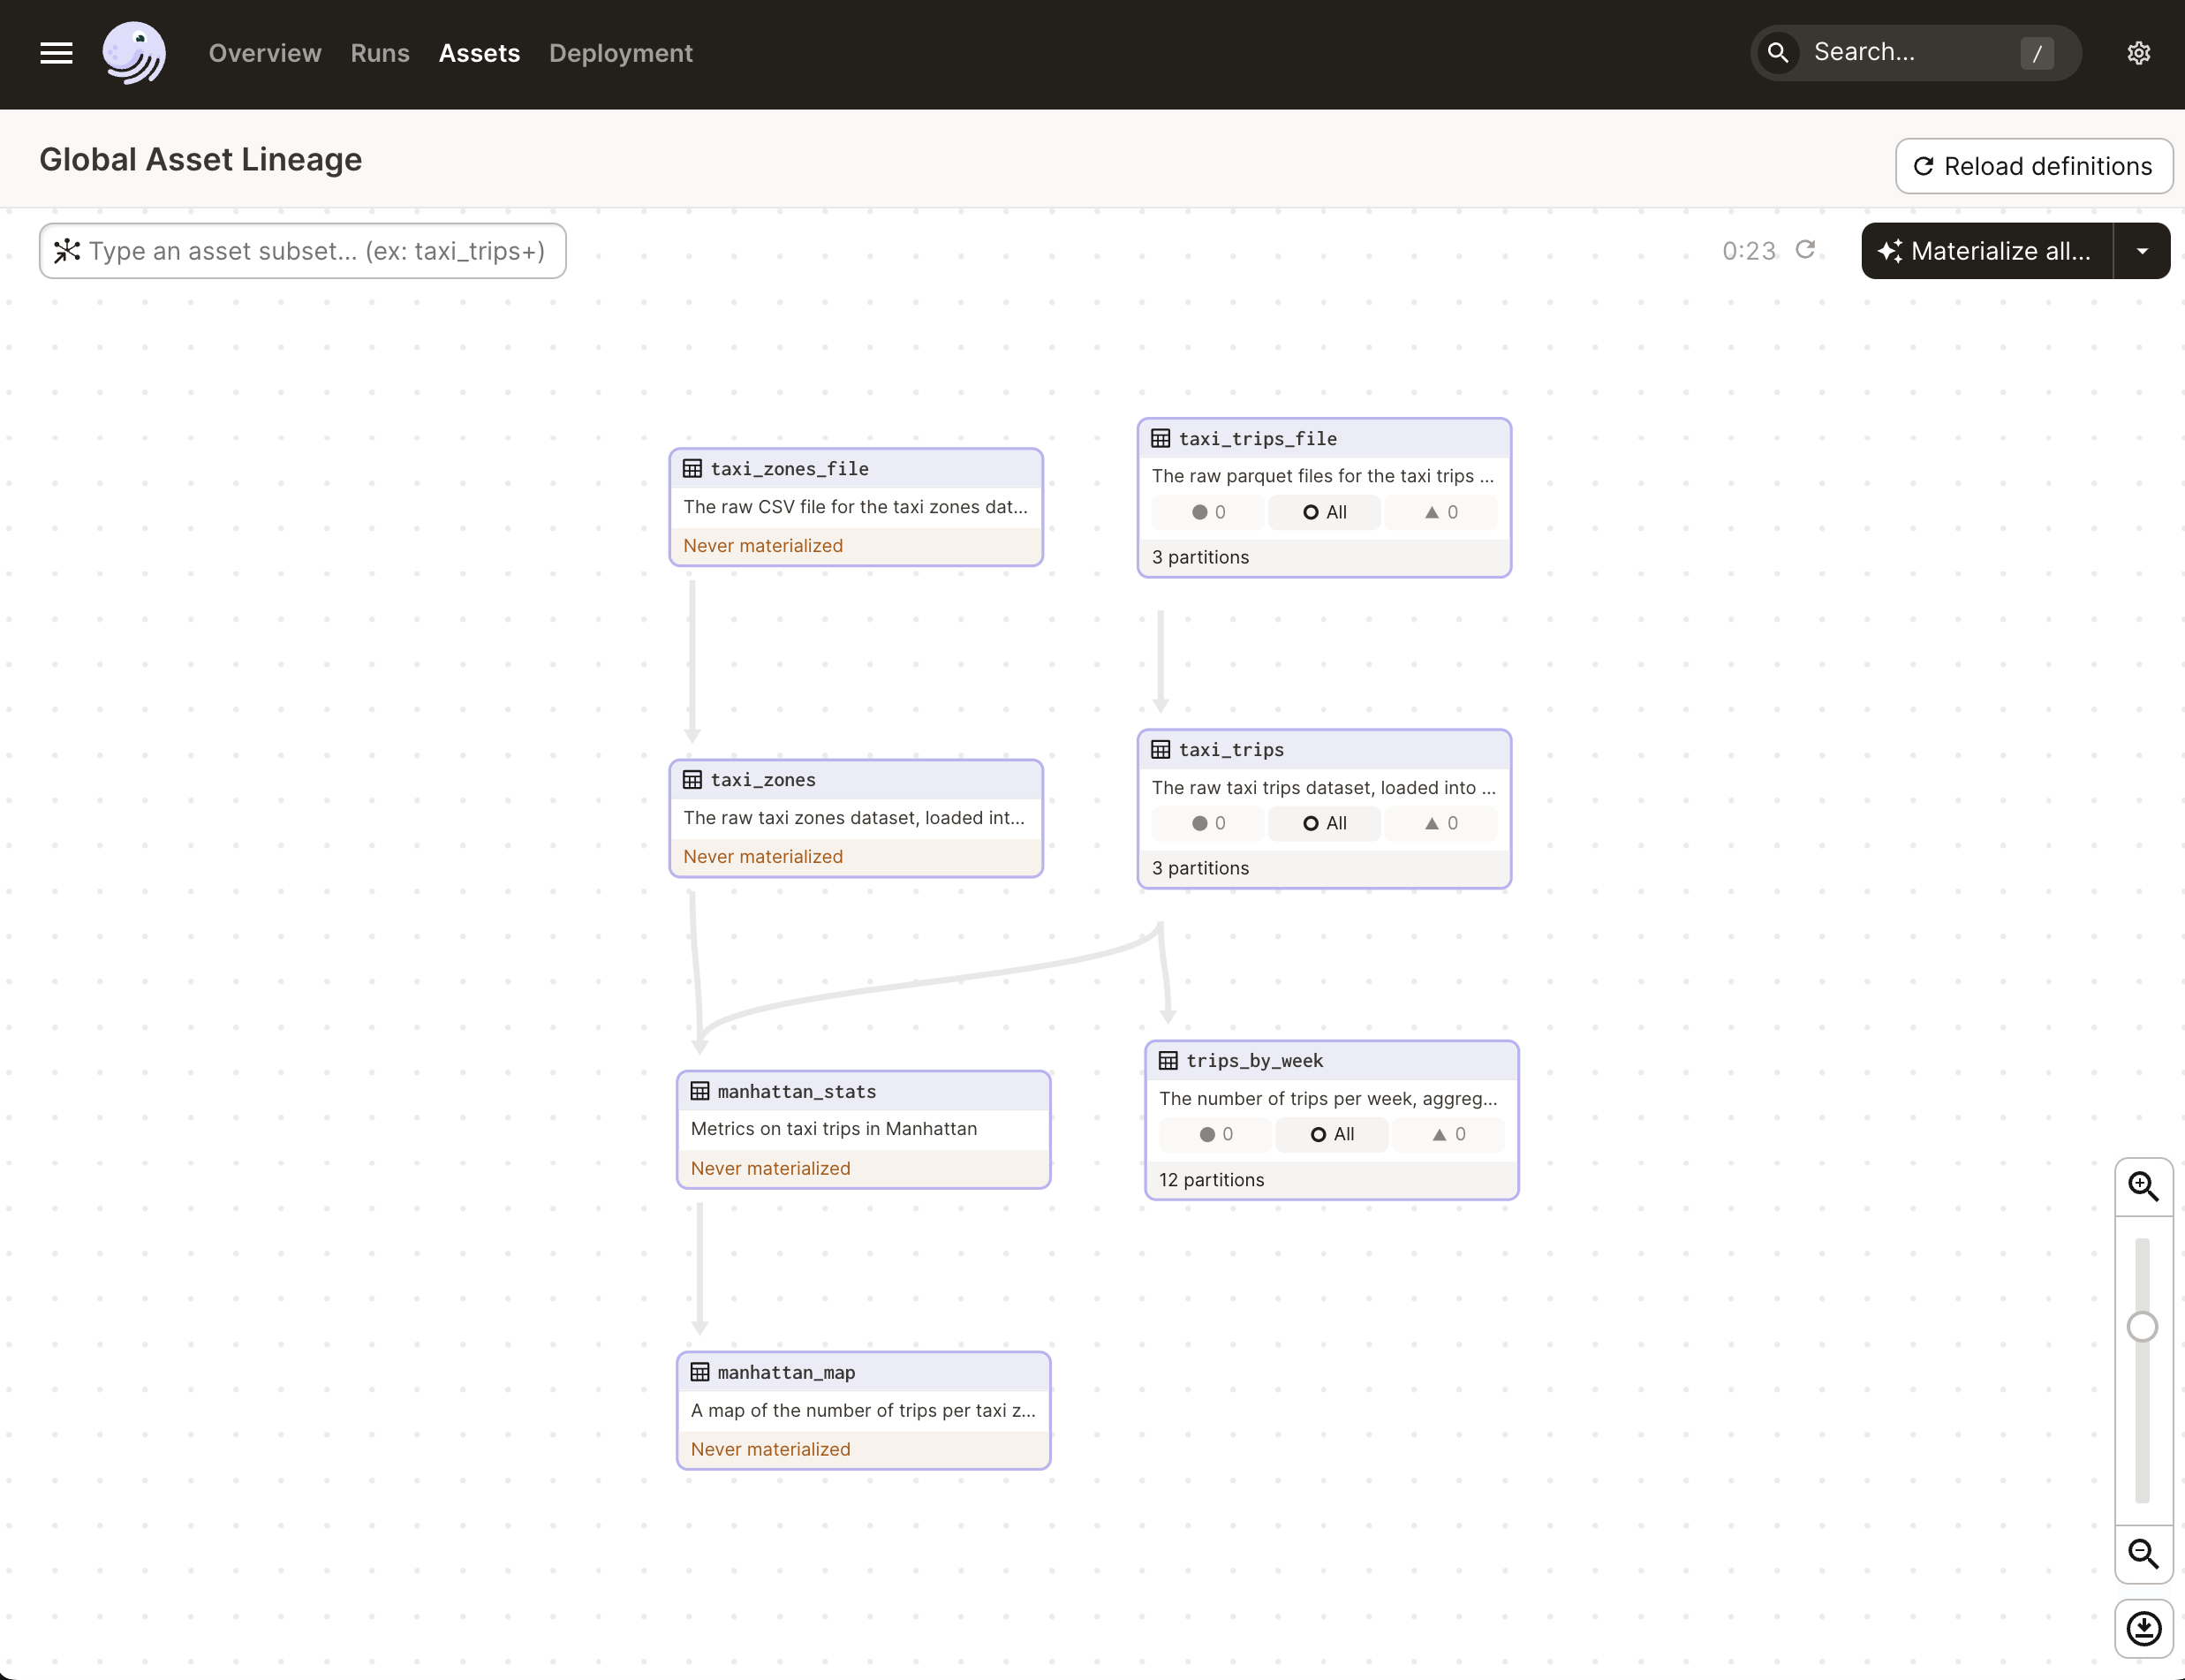 Overview Runs Assets Deployment Search... /
Global Asset Lineage
Reload definitions
Type an asset subset... (ex: taxi_trips+)
0:23
Materialize all...
taxi_zones_file
The raw CSV file for the taxi zones dat...
Never materialized
taxi_trips_file
The raw parquet files for the taxi trips ...
0 All 0
3 partitions
taxi_zones
The raw taxi zones dataset, loaded int...
Never materialized
taxi_trips
The raw taxi trips dataset, loaded into ...
0 All 0
3 partitions
manhattan_stats
Metrics on taxi trips in Manhattan
Never materialized
trips_by_week
The number of trips per week, aggreg...
0 All 0
12 partitions
manhattan_map
A map of the number of trips per taxi z...
Never materialized